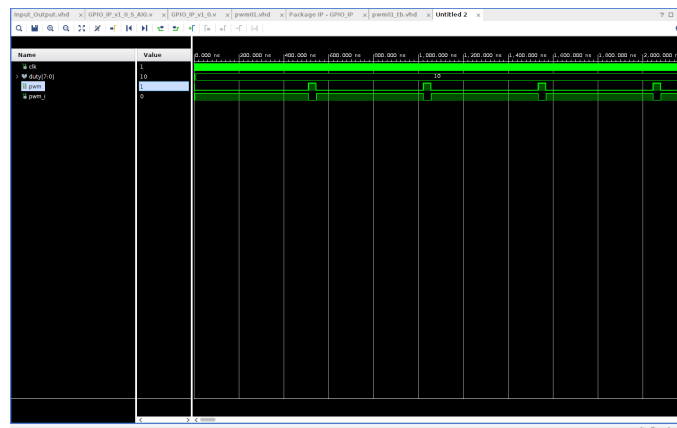 Input_Output.vhd x GPIO_IP_v1_0_S_AXI.v x GPIO_IP_v1_0.v x pwm01.vhd x Package IP - GPIO_IP x pwm01_tb.vhd x Untitled 2 x
Name Value 0.000 ns 200.000 ns 400.000 ns 600.000 ns 800.000 ns 1,000.000 ns 1,200.000 ns 1,400.000 ns 1,600.000 ns 1,800.000 ns 2,000.000
clk 1
duty[7:0] 10 10
pwm 1
pwm_i 0